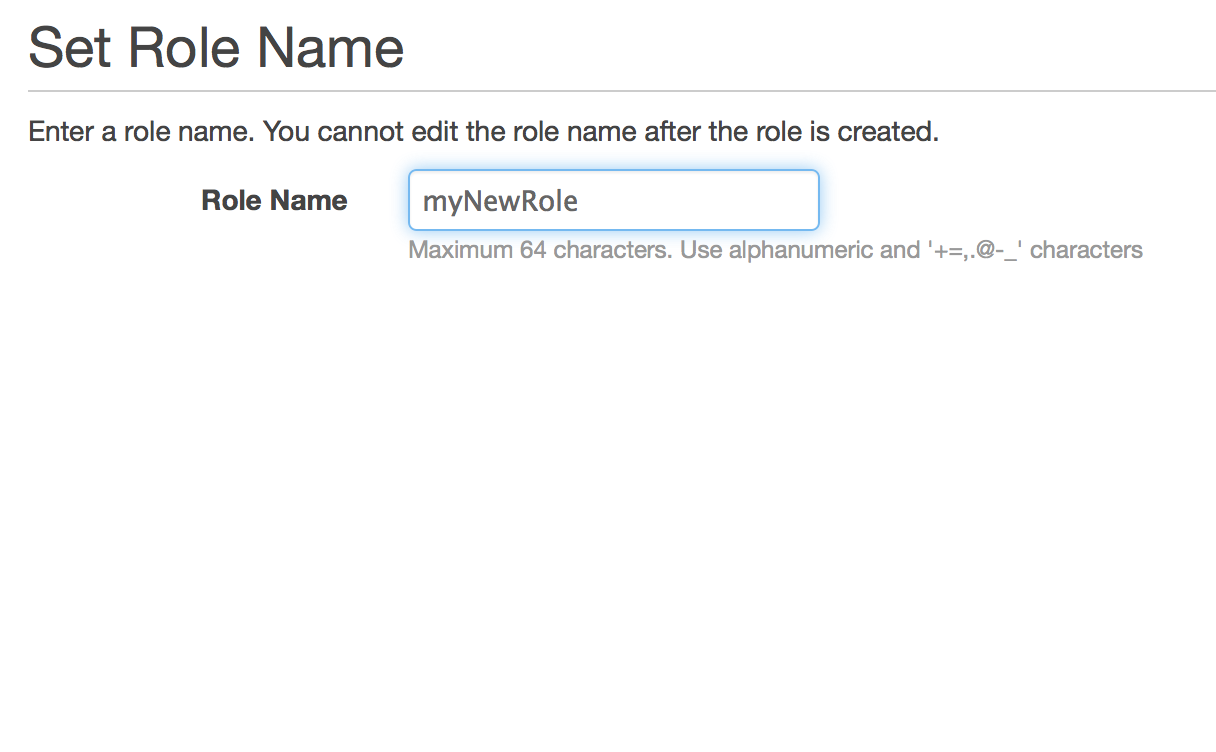 Set Role Name
Enter a role name. You cannot edit the role name after the role is created.
Role Name myNewRole
Maximum 64 characters. Use alphanumeric and '+=,.@-_' characters